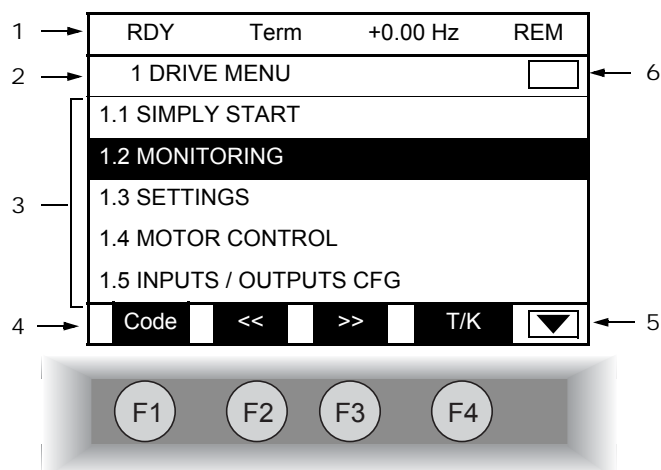 1 RDY Term +0.00 Hz REM
2 1 DRIVE MENU 6
1.1 SIMPLY START
1.2 MONITORING
3 1.3 SETTINGS
1.4 MOTOR CONTROL
1.5 INPUTS / OUTPUTS CFG
4 Code << >> T/K 5
F1 F2 F3 F4